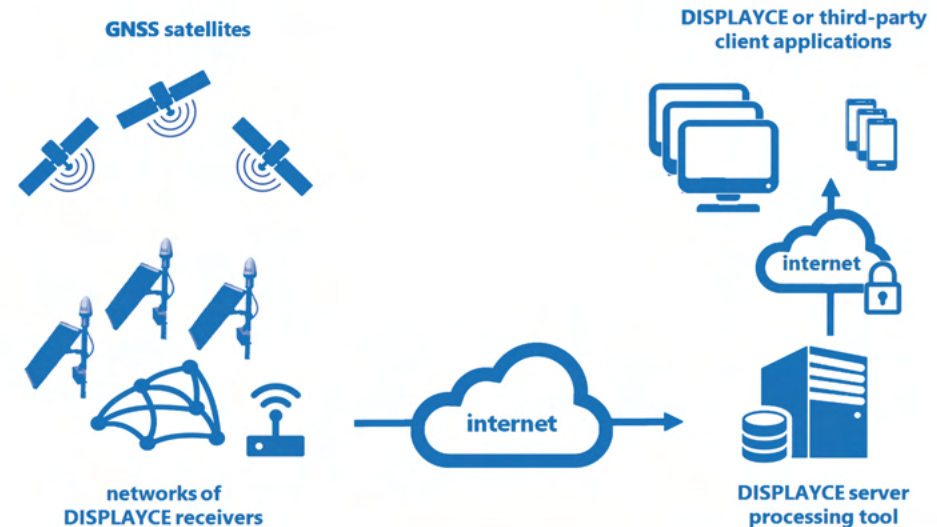 GNSS satellites
DISPLAYCE or third-party
client applications
internet
internet
networks of
DISPLAYCE receivers
DISPLAYCE server
processing tool